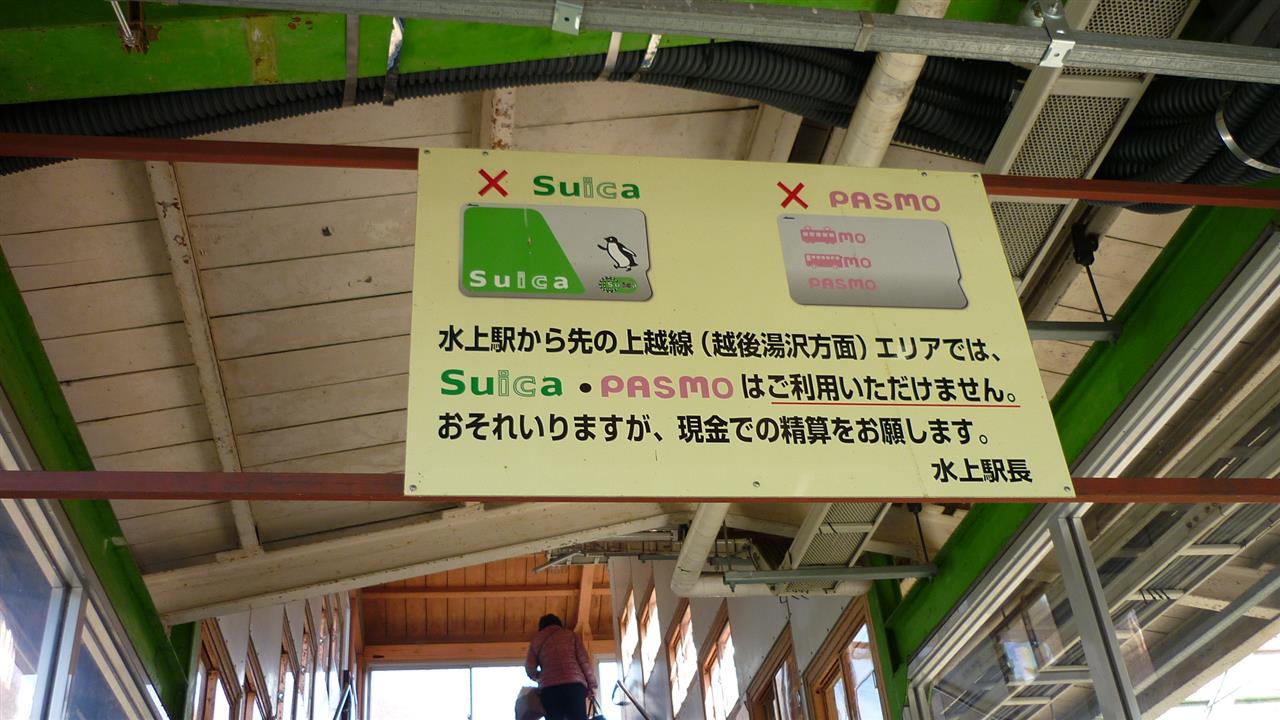 × Suica
× PASMO
Suica
Suica
MO
MO
PASMO
水上駅から先の上越線（越後湯沢方面）エリアでは、
Suica・PASMOはご利用いただけません。
おそれいりますが、現金での精算をお願します。
水上駅長